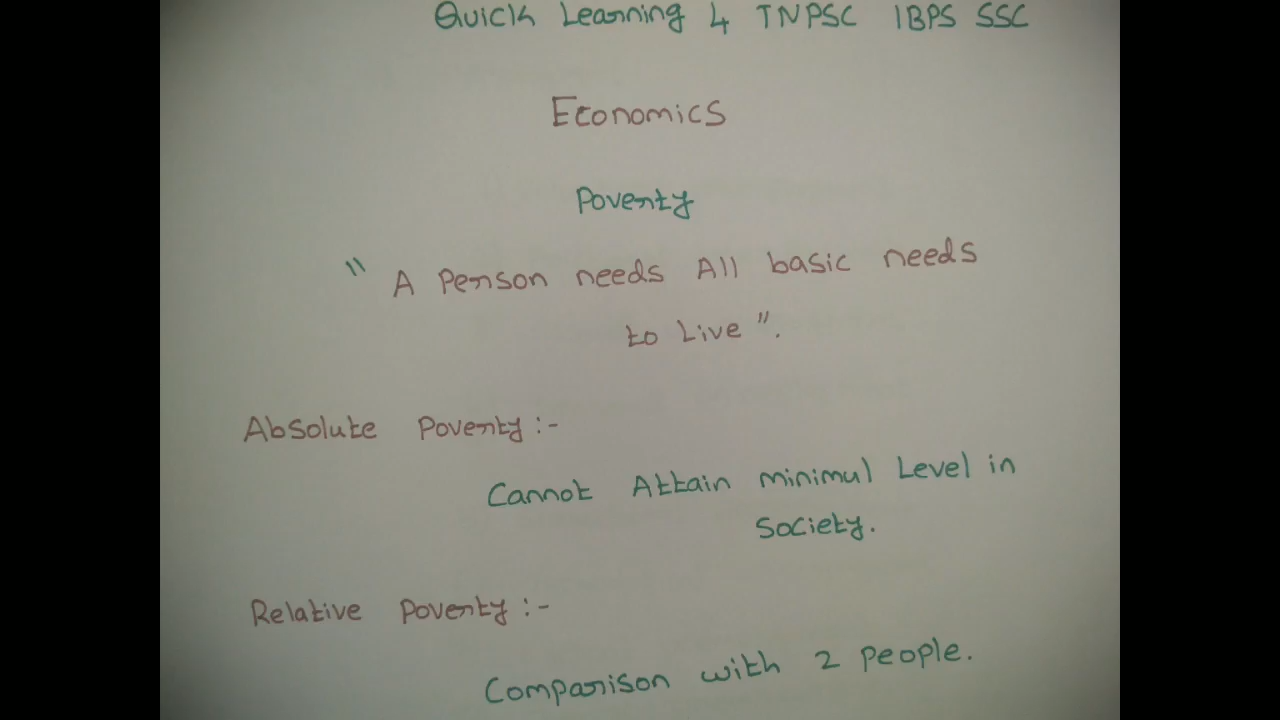 Quick Learning 4 TNPSC IBPS SSC
Economics
Poverty
" A Person needs All basic needs
to Live ".
Absolute Poverty :-
Cannot Attain minimul Level in
Society.
Relative Poverty :-
Comparison with 2 people.